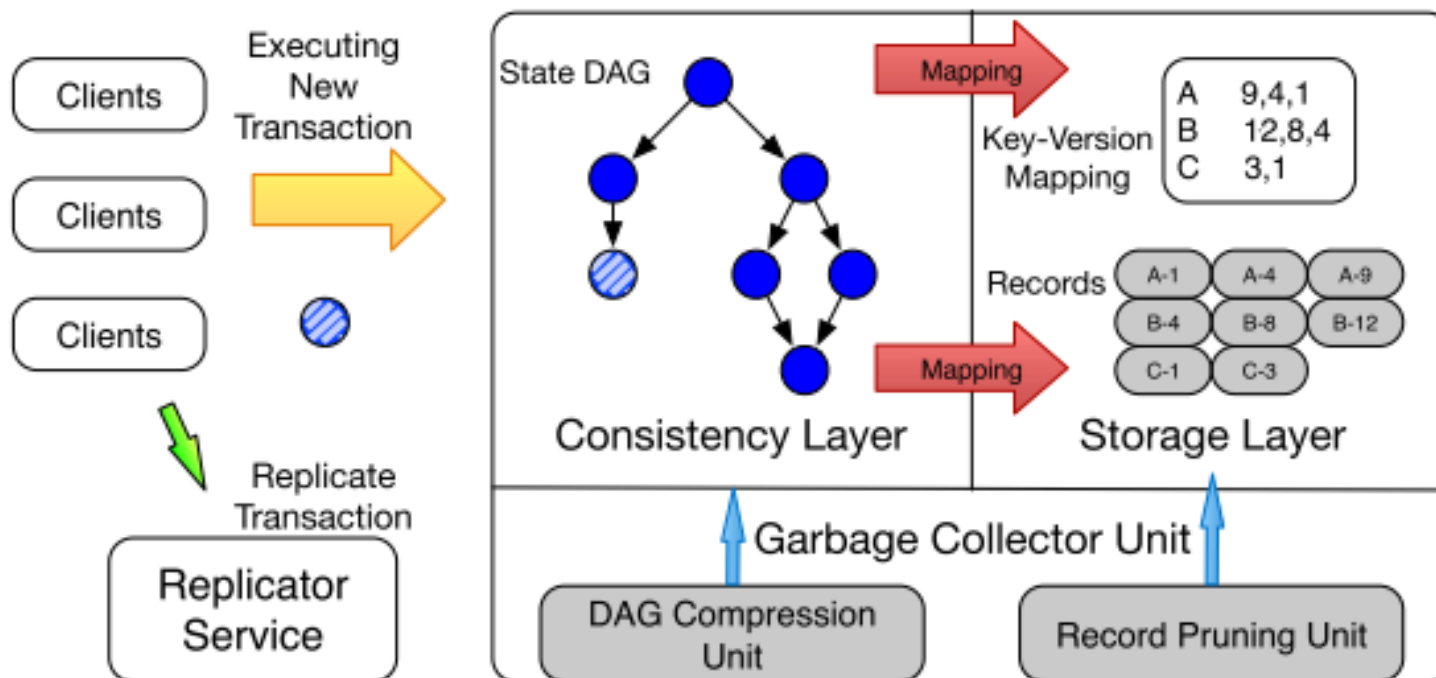 Clients
Clients
Clients
Executing
New
Transaction
Replicate
Transaction
Replicator
Service
State DAG
Consistency Layer
Mapping
Mapping
Key-Version
Mapping
A 9,4,1
B 12,8,4
C 3,1
Records
A-1 A-4 A-9
B-4 B-8 B-12
C-1 C-3
Storage Layer
Garbage Collector Unit
DAG Compression
Unit
Record Pruning Unit